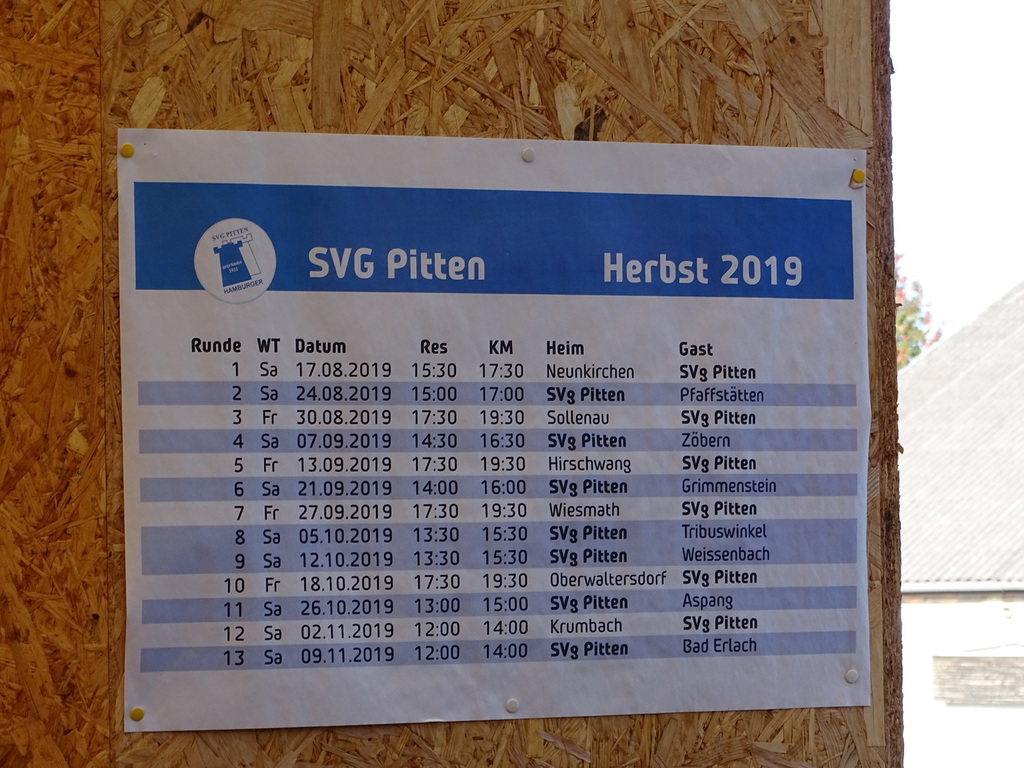 SVG PITTEN
gegründet
1921
HAMBURGER
SVG Pitten Herbst 2019
Runde WT Datum Res KM Heim Gast
1 Sa 17.08.2019 15:30 17:30 Neunkirchen SVg Pitten
2 Sa 24.08.2019 15:00 17:00 SVg Pitten Pfaffstätten
3 Fr 30.08.2019 17:30 19:30 Sollenau SVg Pitten
4 Sa 07.09.2019 14:30 16:30 SVg Pitten Zöbern
5 Fr 13.09.2019 17:30 19:30 Hirschwang SVg Pitten
6 Sa 21.09.2019 14:00 16:00 SVg Pitten Grimmenstein
7 Fr 27.09.2019 17:30 19:30 Wiesmath SVg Pitten
8 Sa 05.10.2019 13:30 15:30 SVg Pitten Tribuswinkel
9 Sa 12.10.2019 13:30 15:30 SVg Pitten Weissenbach
10 Fr 18.10.2019 17:30 19:30 Oberwaltersdorf SVg Pitten
11 Sa 26.10.2019 13:00 15:00 SVg Pitten Aspang
12 Sa 02.11.2019 12:00 14:00 Krumbach SVg Pitten
13 Sa 09.11.2019 12:00 14:00 SVg Pitten Bad Erlach